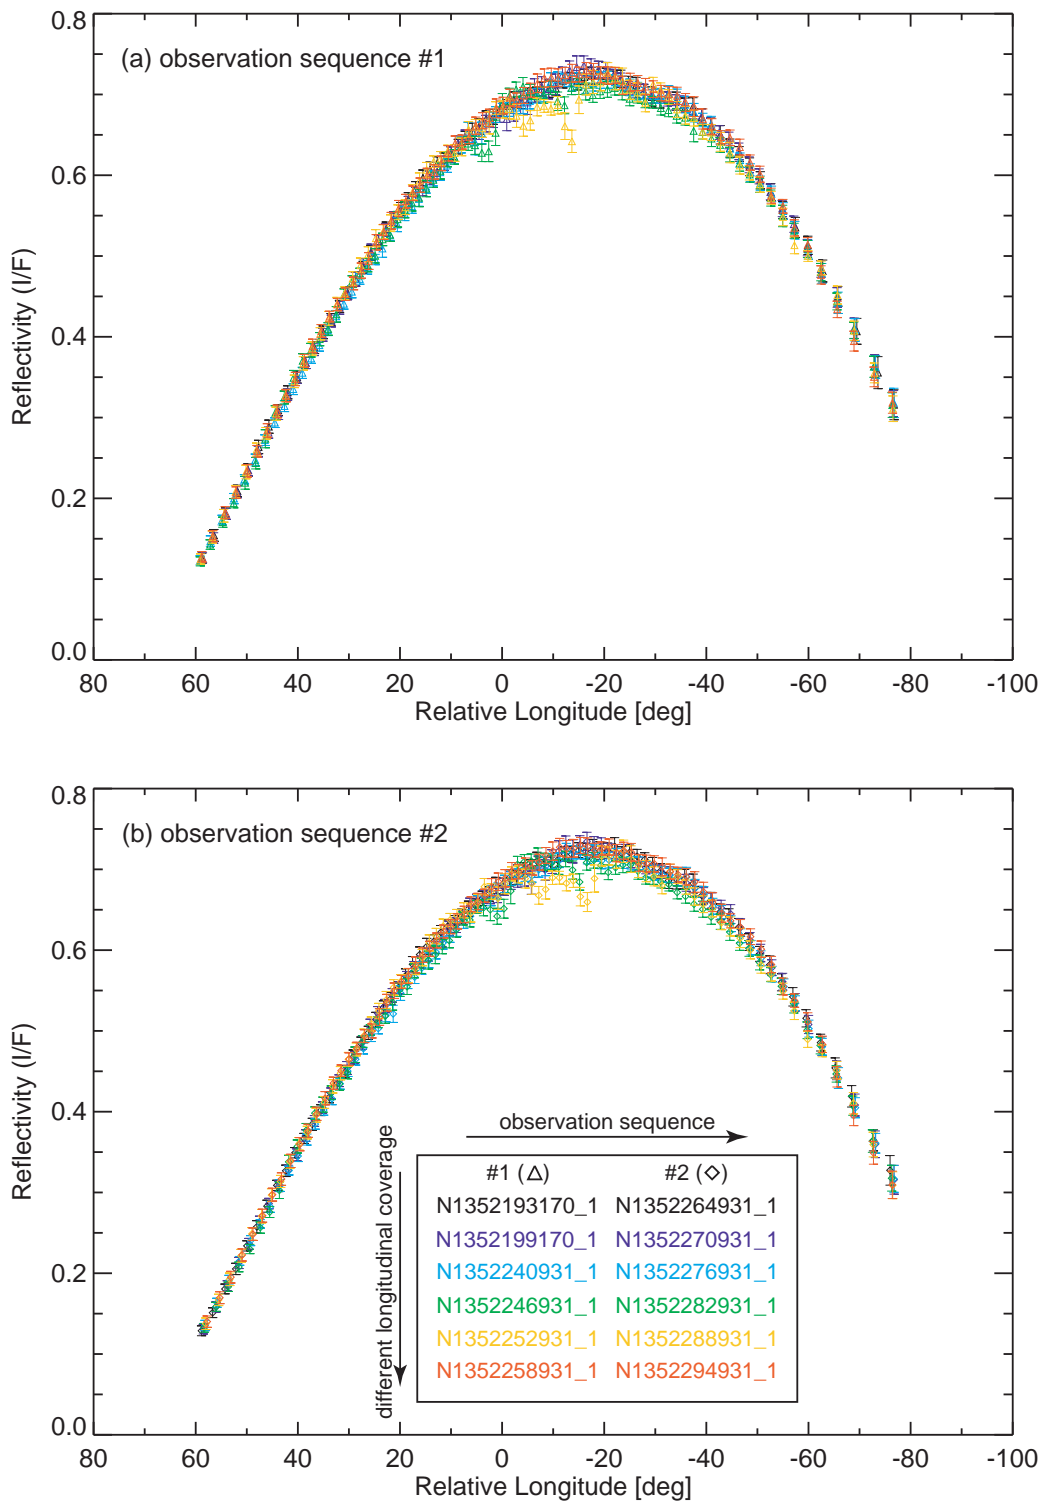 (a) observation sequence #1
0.8
0.6
0.4
0.2
0.0
Reflectivity (I/F)
80 60 40 20 0 -20 -40 -60 -80 -100
Relative Longitude [deg]
(b) observation sequence #2
0.8
0.6
0.4
0.2
0.0
Reflectivity (I/F)
observation sequence
different longitudinal coverage
#1 (△) #2 (◇)
N1352193170_1 N1352264931_1
N1352199170_1 N1352270931_1
N1352240931_1 N1352276931_1
N1352246931_1 N1352282931_1
N1352252931_1 N1352288931_1
N1352258931_1 N1352294931_1
80 60 40 20 0 -20 -40 -60 -80 -100
Relative Longitude [deg]